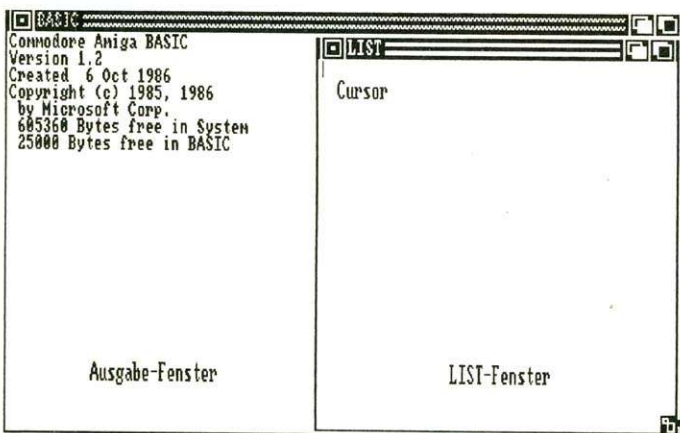 BASIC
Commodore Amiga BASIC
Version 1.2
Created 6 Oct 1986
Copyright (c) 1985, 1986
by Microsoft Corp.
605360 Bytes free in System
25000 Bytes free in BASIC
Ausgabe-Fenster
LIST
Cursor
LIST-Fenster